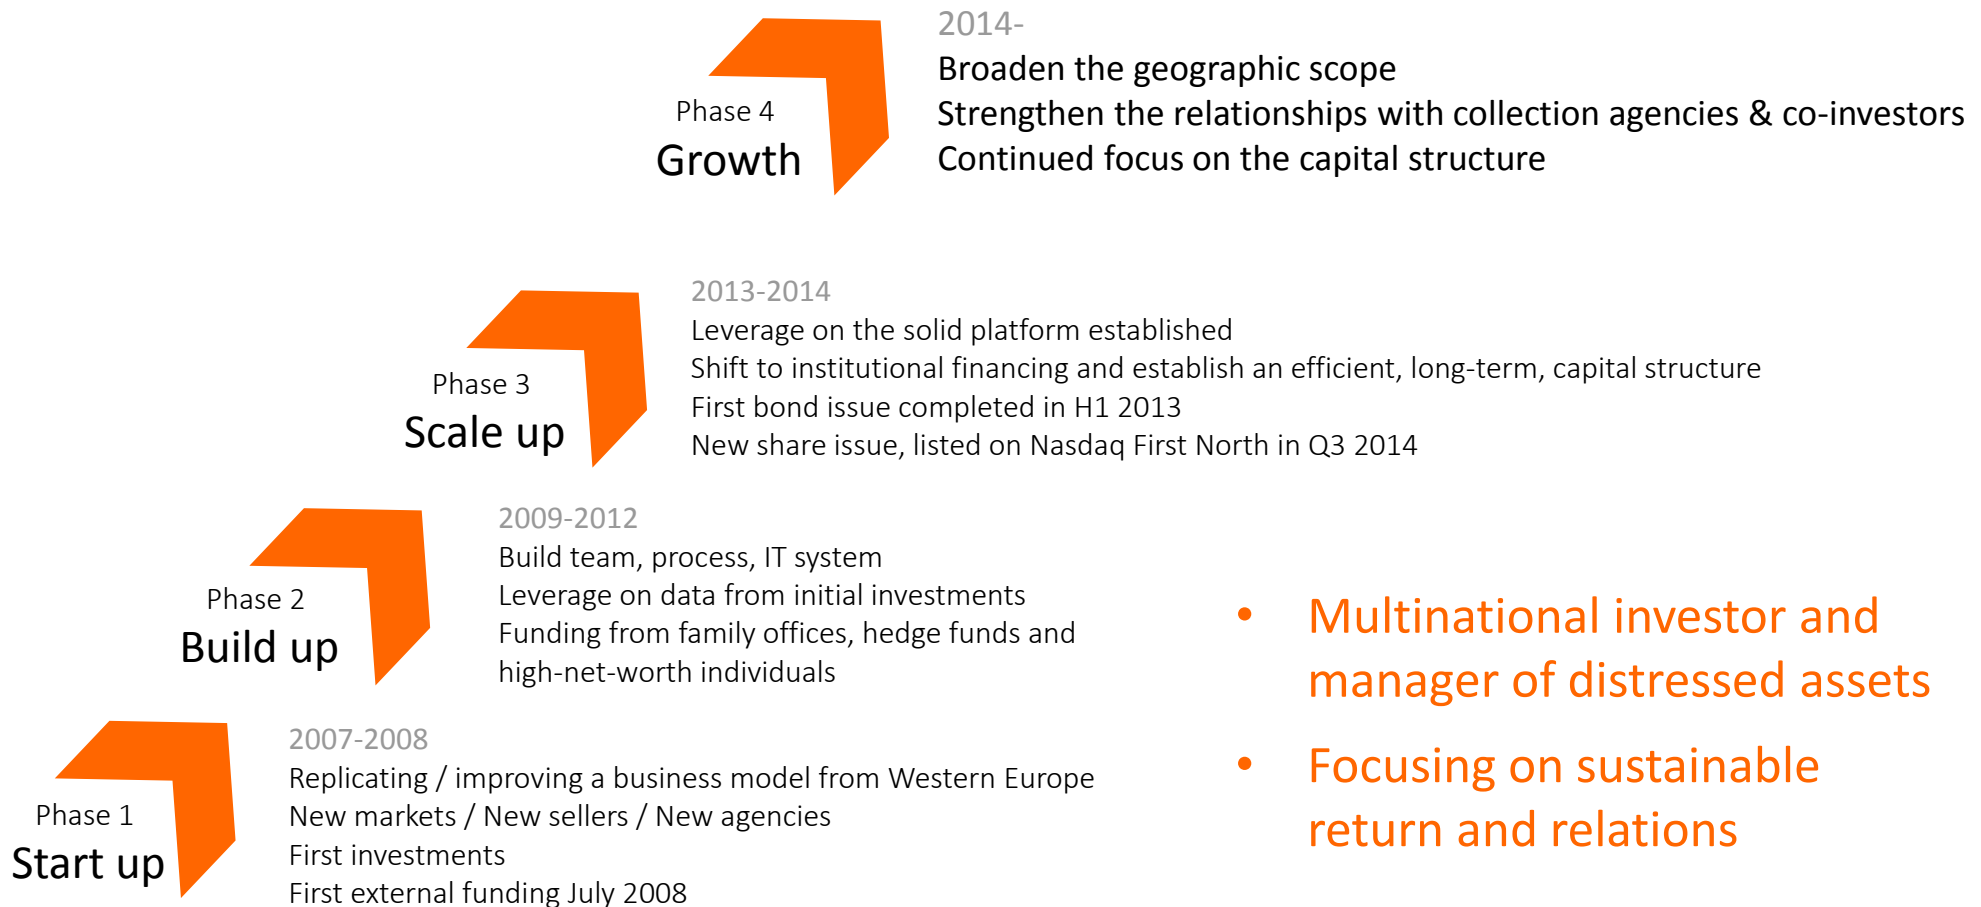 2014-
Broaden the geographic scope
Strengthen the relationships with collection agencies & co-investors
Continued focus on the capital structure
Phase 4
Growth
2013-2014
Leverage on the solid platform established
Shift to institutional financing and establish an efficient, long-term, capital structure
First bond issue completed in H1 2013
New share issue, listed on Nasdaq First North in Q3 2014
Phase 3
Scale up
2009-2012
Build team, process, IT system
Leverage on data from initial investments
Funding from family offices, hedge funds and
high-net-worth individuals
Phase 2
Build up
2007-2008
Replicating / improving a business model from Western Europe
New markets / New sellers / New agencies
First investments
First external funding July 2008
Phase 1
Start up
• Multinational investor and
manager of distressed assets
• Focusing on sustainable
return and relations